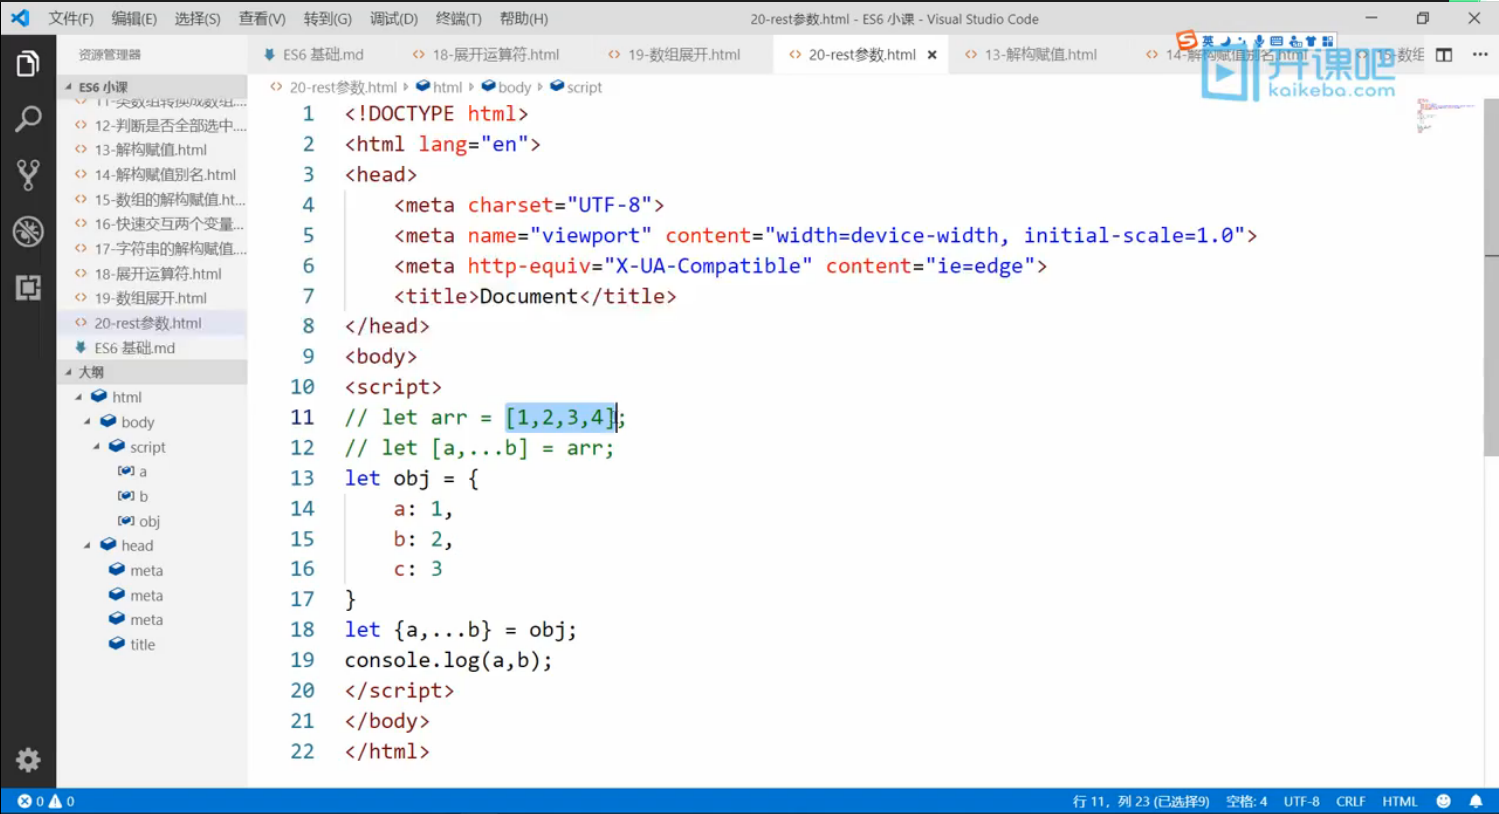 文件(F) 编辑(E) 选择(S) 查看(V) 转到(G) 调试(D) 终端(T) 帮助(H) 20-rest参数.html - ES6 小课 - Visual Studio Code
资源管理器
ES6 基础.md 18-展开运算符.html 19-数组展开.html 20-rest参数.html 13-解构赋值.html 14-解构赋值别名.html 15-数组
英
开课吧
kaikeba.com
ES6 小课
11-类数组转换成数组....
12-判断是否全部选中....
13-解构赋值.html
14-解构赋值别名.html
15-数组的解构赋值.ht...
16-快速交互两个变量...
17-字符串的解构赋值....
18-展开运算符.html
19-数组展开.html
20-rest参数.html
ES6 基础.md
大纲
html
body
script
a
b
obj
head
meta
meta
meta
title
20-rest参数.html html body script
1 <!DOCTYPE html>
2 <html lang="en">
3 <head>
4 <meta charset="UTF-8">
5 <meta name="viewport" content="width=device-width, initial-scale=1.0">
6 <meta http-equiv="X-UA-Compatible" content="ie=edge">
7 <title>Document</title>
8 </head>
9 <body>
10 <script>
11 // let arr = [1,2,3,4];
12 // let [a,...b] = arr;
13 let obj = {
14 a: 1,
15 b: 2,
16 c: 3
17 }
18 let {a,...b} = obj;
19 console.log(a,b);
20 </script>
21 </body>
22 </html>
0 0 行 11，列 23 (已选择9) 空格: 4 UTF-8 CRLF HTML